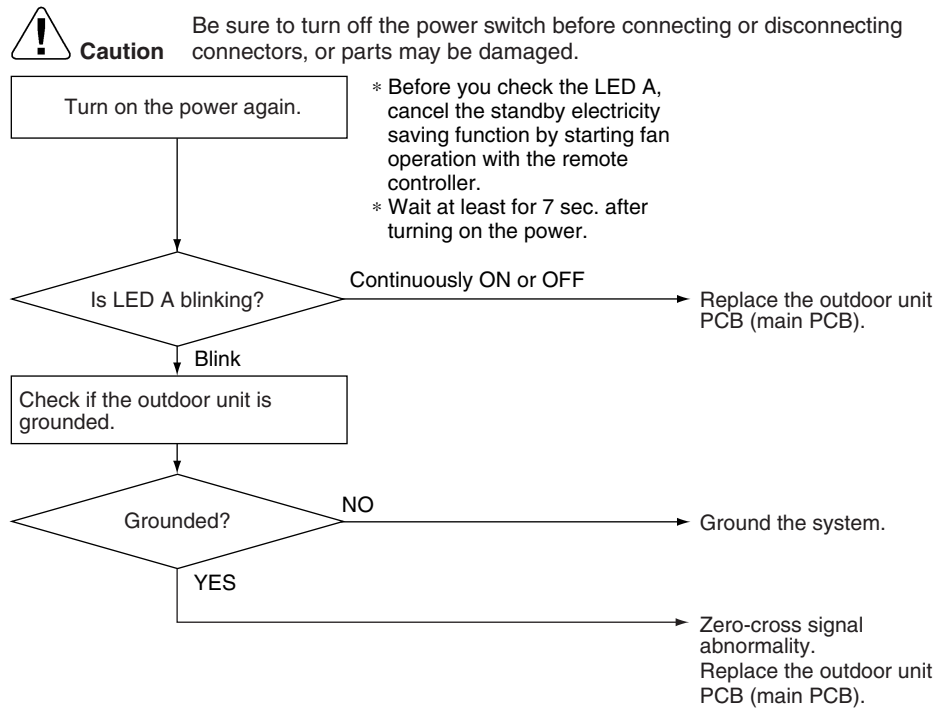 Be sure to turn off the power switch before connecting or disconnecting
Caution connectors, or parts may be damaged.
Turn on the power again.
* Before you check the LED A,
cancel the standby electricity
saving function by starting fan
operation with the remote
controller.
* Wait at least for 7 sec. after
turning on the power.
Is LED A blinking?
Continuously ON or OFF
Replace the outdoor unit
PCB (main PCB).
Blink
Check if the outdoor unit is
grounded.
Grounded?
NO
Ground the system.
YES
Zero-cross signal
abnormality.
Replace the outdoor unit
PCB (main PCB).